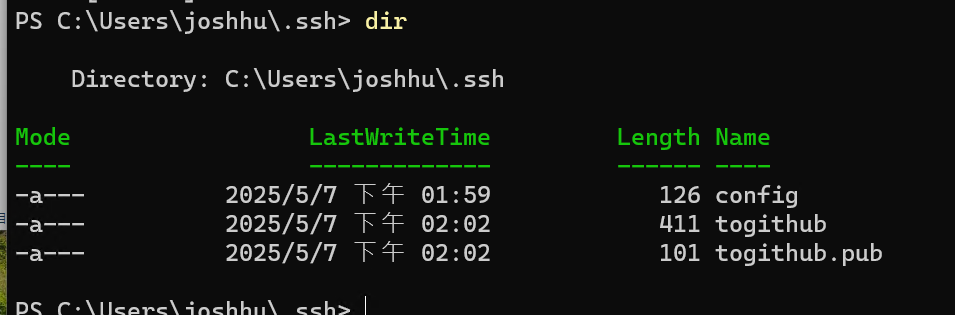 PS C:\Users\joshhu\.ssh> dir
Directory: C:\Users\joshhu\.ssh
Mode LastWriteTime Length Name
---- ------------- ------ ----
-a--- 2025/5/7 下午 01:59 126 config
-a--- 2025/5/7 下午 02:02 411 togithub
-a--- 2025/5/7 下午 02:02 101 togithub.pub
PS C:\Users\joshhu\.ssh>